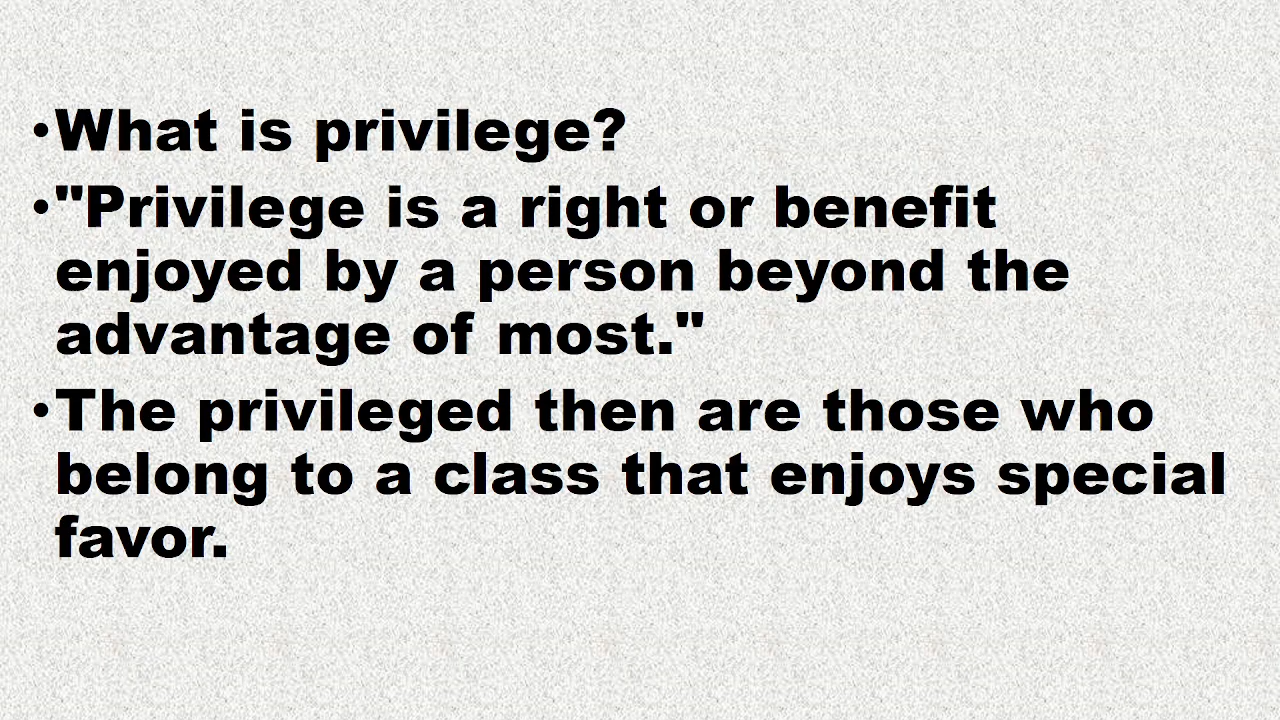 •What is privilege?
•"Privilege is a right or benefit
enjoyed by a person beyond the
advantage of most."
•The privileged then are those who
belong to a class that enjoys special
favor.